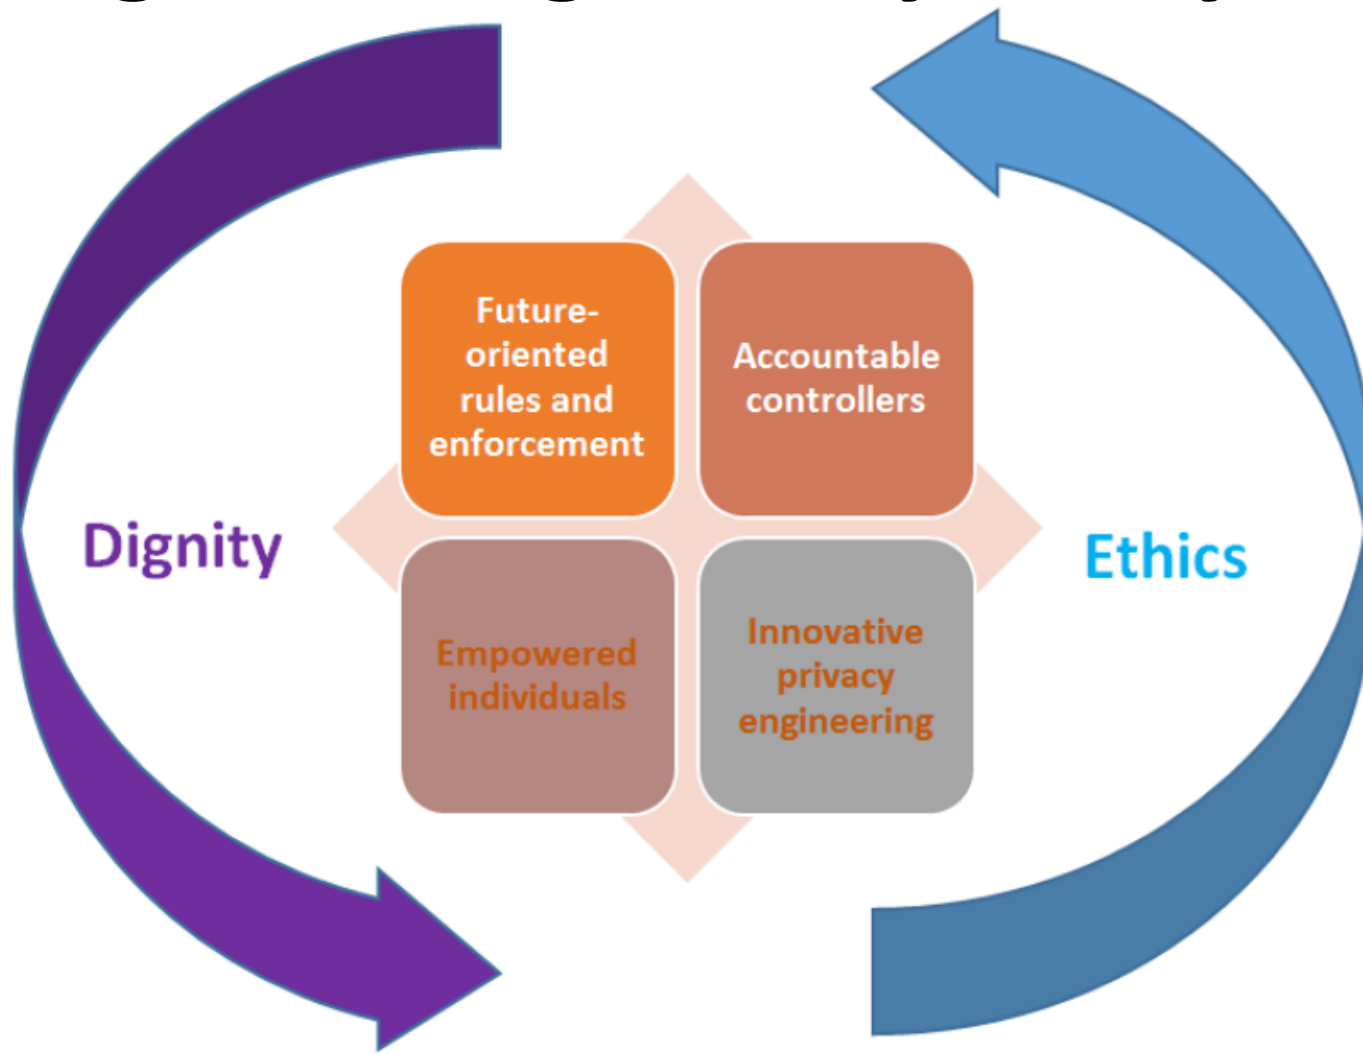 Future-
oriented
rules and
enforcement
Accountable
controllers
Dignity
Ethics
Empowered
individuals
Innovative
privacy
engineering